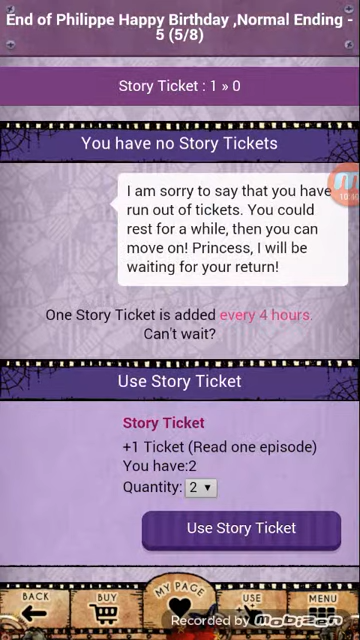 End of Philippe Happy Birthday ,Normal Ending -
5 (5/8)
Story Ticket : 1 » 0
You have no Story Tickets
I am sorry to say that you have
run out of tickets. You could
rest for a while, then you can
move on! Princess, I will be
waiting for your return!
One Story Ticket is added every 4 hours.
Can't wait?
Use Story Ticket
Story Ticket
+1 Ticket (Read one episode)
You have:2
Quantity: 2
Use Story Ticket
BACK
BUY
MY PAGE
USE
MENU
Recorded by mobizen